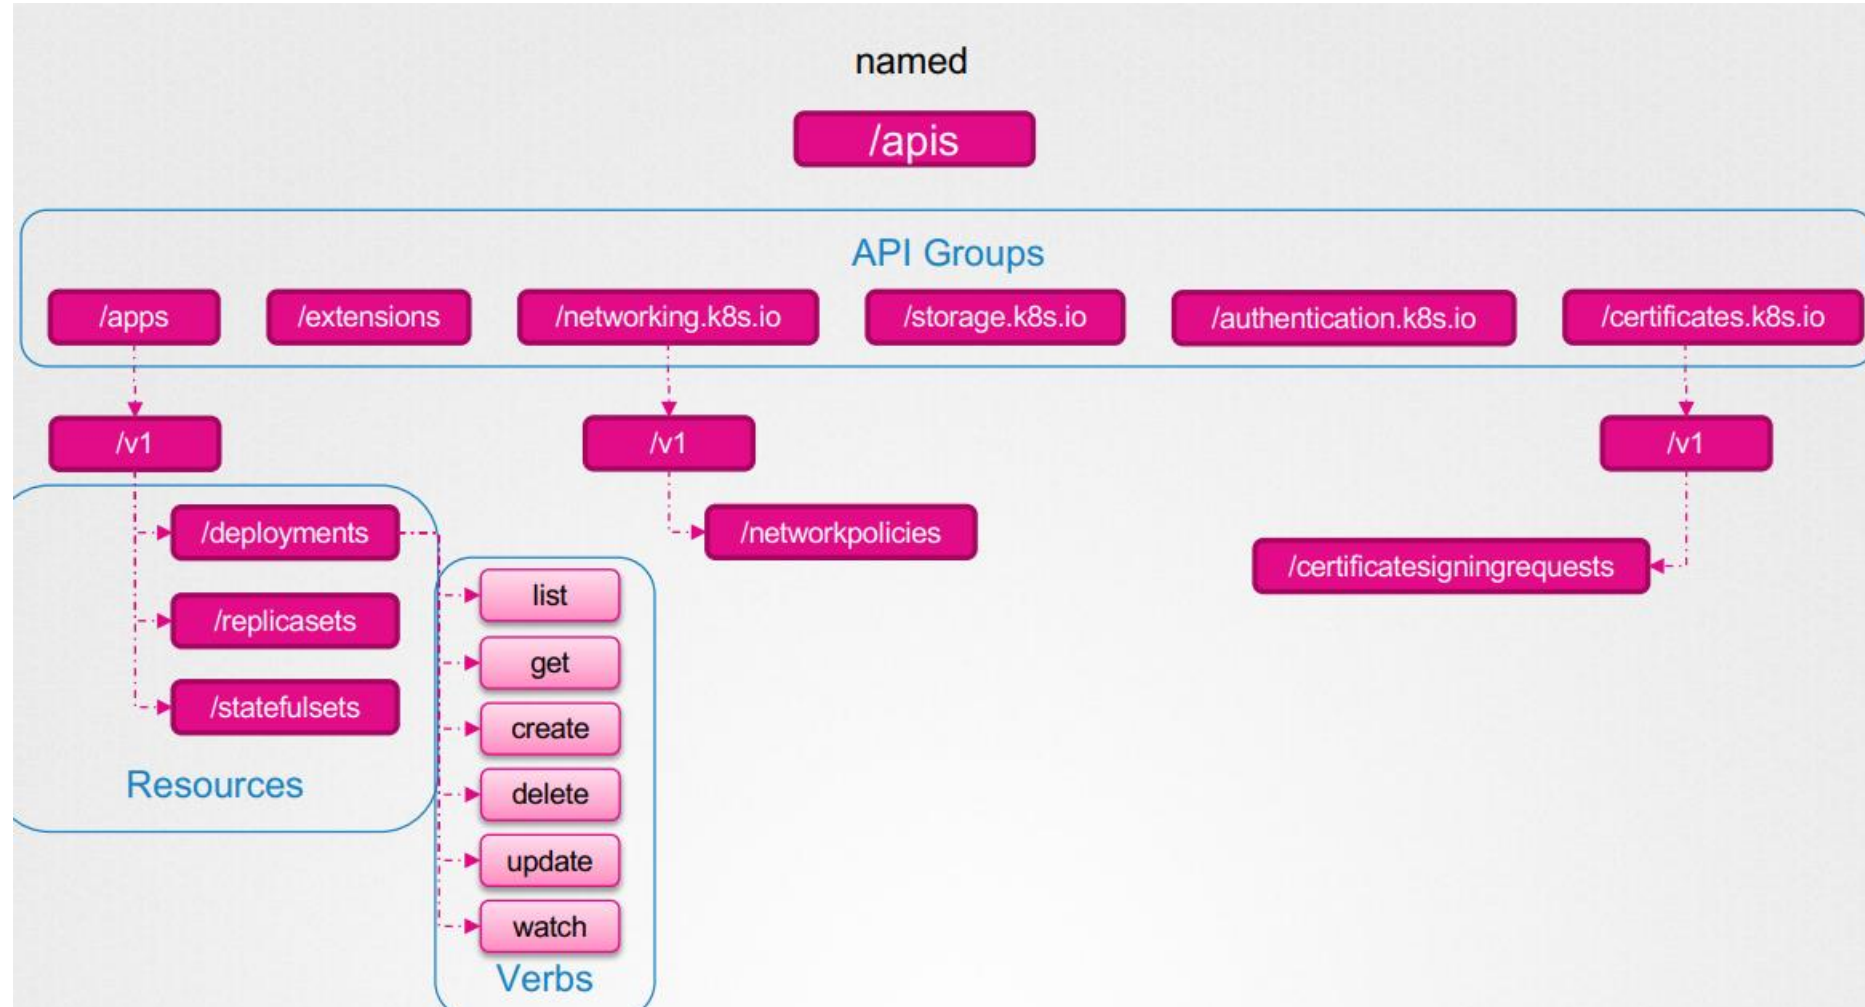 named
/apis
API Groups
/apps
/extensions
/networking.k8s.io
/storage.k8s.io
/authentication.k8s.io
/certificates.k8s.io
/v1
/v1
/v1
/deployments
/networkpolicies
/certificatesigningrequests
/replicasets
/statefulsets
Resources
list
get
create
delete
update
watch
Verbs